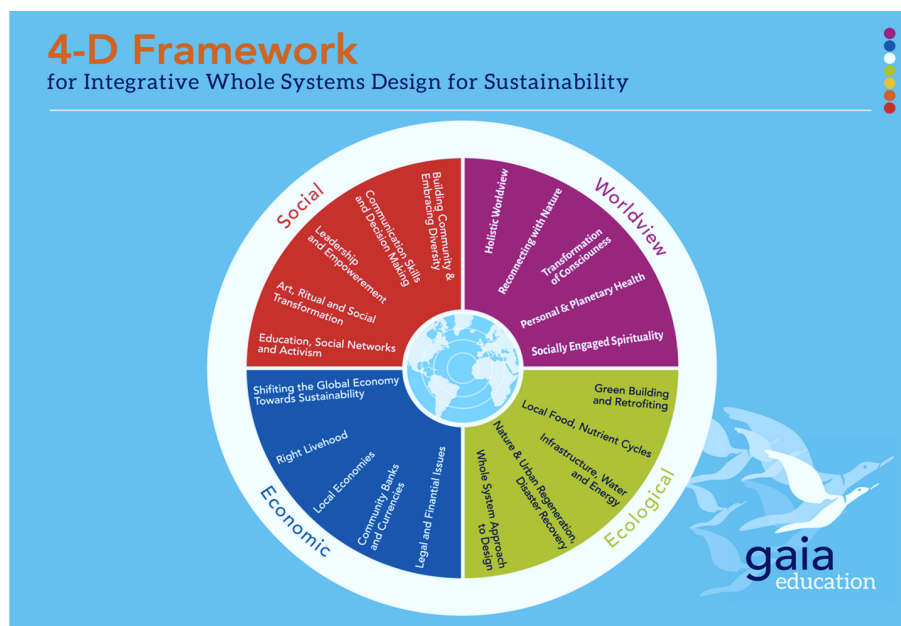 4-D Framework
for Integrative Whole Systems Design for Sustainability
Social
Building Community &
Embracing Diversity
Communication Skills
and Decision Making
Leadership
and Empowerement
Art, Ritual and Social
Transformation
Education, Social Networks
and Activism
Worldview
Holistic Worldview
Reconnecting with Nature
Transformation
of Consciousness
Personal & Planetary Health
Socially Engaged Spirituality
Economic
Shifiting the Global Economy
Towards Sustainability
Right Livehood
Local Economies
Community Banks
and Currencies
Legal and Finantial Issues
Ecological
Green Building
and Retrofiting
Local Food, Nutrient Cycles
Infrastructure, Water
and Energy
Nature & Urban Regeneration,
Disaster Recovery
Whole System Approach
to Design
gaia
education